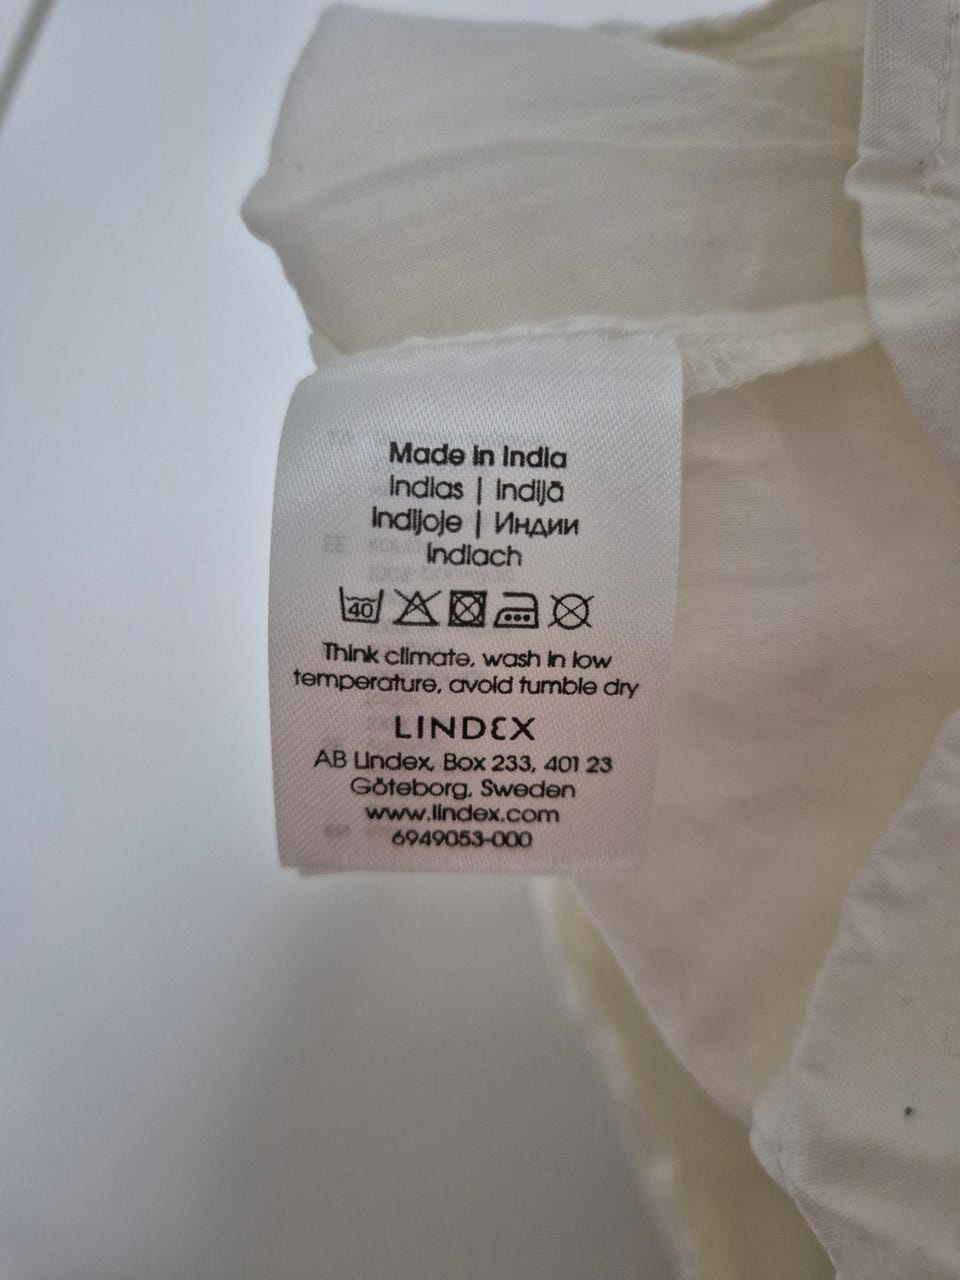 Made in India
Indias | Indijā
Indijoje | Индии
Indiach
40
Think climate, wash in low
temperature, avoid tumble dry
LINDEX
AB Lindex, Box 233, 401 23
Göteborg, Sweden
www.lindex.com
6949053-000